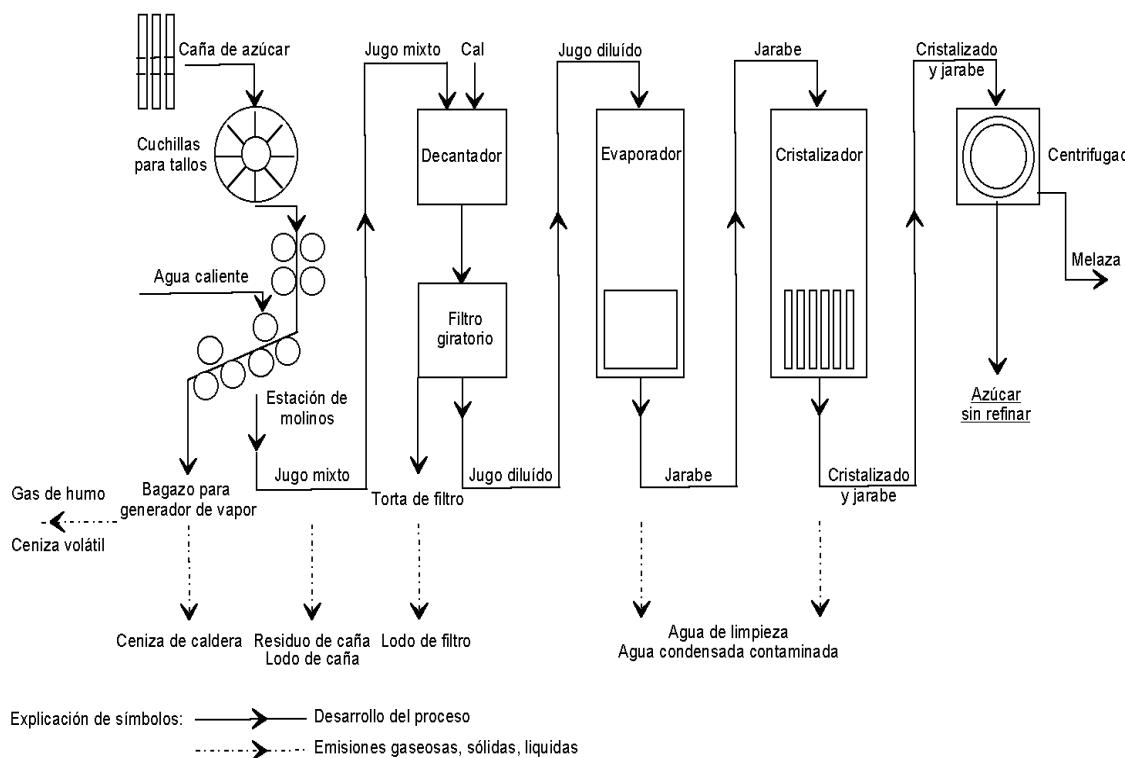 Caña de azúcar
Jugo mixto
Cal
Jugo diluído
Jarabe
Cristalizado
y jarabe
Cuchillas
para tallos
Decantador
Evaporador
Cristalizador
Centrifugad
Agua caliente
Melaza
Filtro
giratorio
Estación de
molinos
Azúcar
sin refinar
Jugo mixto
Jugo diluído
Jarabe
Cristalizado
y jarabe
Gas de humo
Bagazo para
generador de vapor
Torta de filtro
Ceniza volátil
Ceniza de caldera
Residuo de caña
Lodo de caña
Lodo de filtro
Agua de limpieza
Agua condensada contaminada
Explicación de símbolos:
Desarrollo del proceso
Emisiones gaseosas, sólidas, liquidas